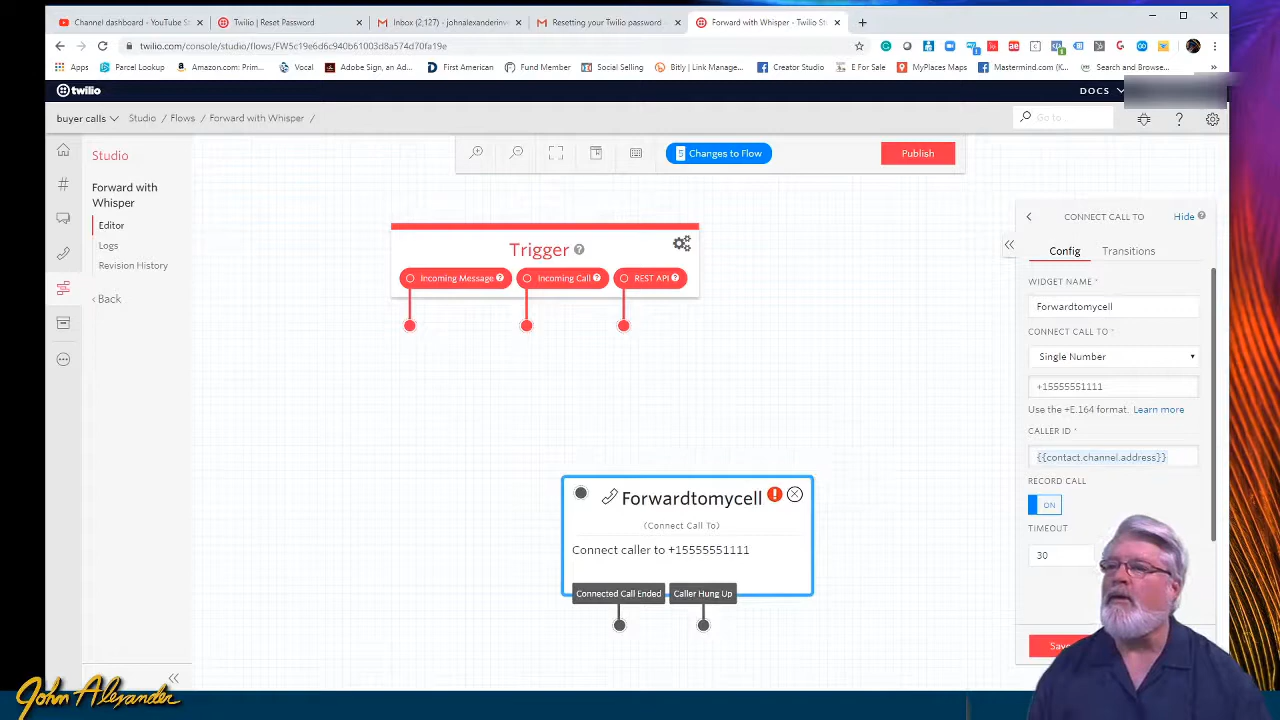 Channel dashboard - YouTube S
Twilio | Reset Password
Inbox (2,127) - johnalexanderw
Resetting your Twilio password
Forward with Whisper - Twilio St
twilio.com/console/studio/flows/
Apps
Parcel Lookup
Amazon.com: Prim...
Vocal
Adobe Sign, an Ad...
First American
Fund Member
Social Selling
Bitly | Link Manage...
Creator Studio
E For Sale
MyPlaces Maps
Mastermind.com (K...
Search and Browse...
twilio
DOCS
buyer calls
Studio / Flows / Forward with Whisper /
Go to...
Studio
Forward with
Whisper
Editor
Logs
Revision History
‹ Back
5 Changes to Flow
Publish
Trigger
Incoming Message
Incoming Call
REST API
Forwardtomycell
(Connect Call To)
Connect caller to +15555551111
Connected Call Ended
Caller Hung Up
CONNECT CALL TO
Hide
Config
Transitions
WIDGET NAME *
Forwardtomycell
CONNECT CALL TO *
Single Number
+15555551111
Use the +E.164 format. Learn more
CALLER ID *
{{contact.channel.address}}
RECORD CALL
ON
TIMEOUT
30
John Alexander